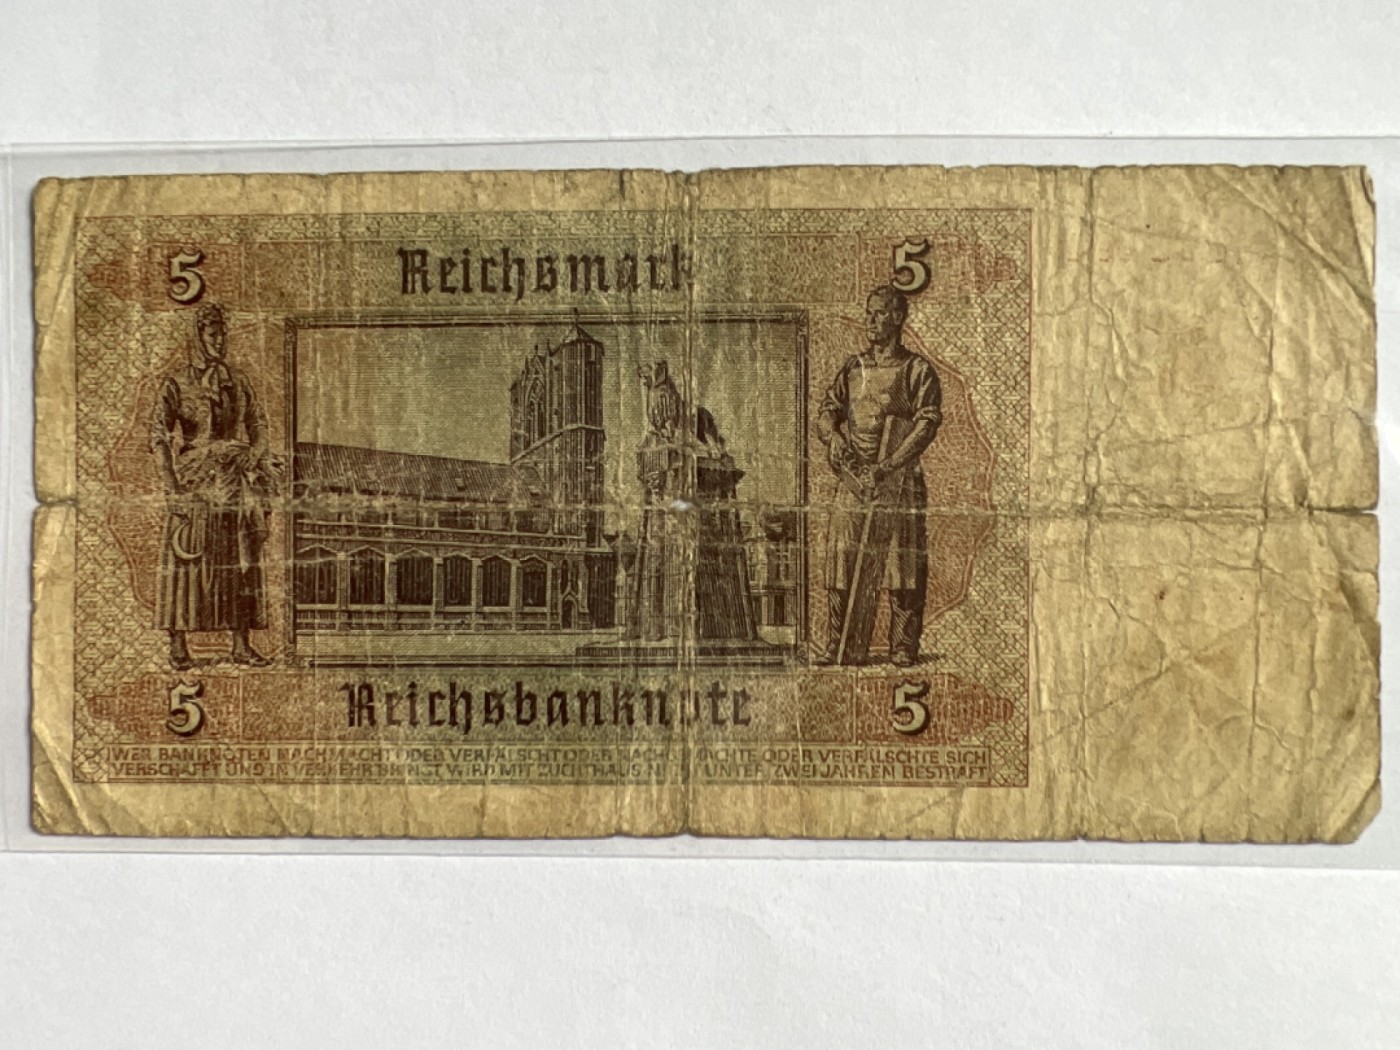 5 Reichsmark 5
5 Reichsbanknote 5
WER BANKNOTEN NACHMACHT ODER VERFÄLSCHT ODER NACHGEMACHTE ODER VERFÄLSCHTE SICH
VERSCHAFFT UND IN VERKEHR BRINGT WIRD MIT ZUCHTHAUS NICHT UNTER ZWEI JAHREN BESTRAFT